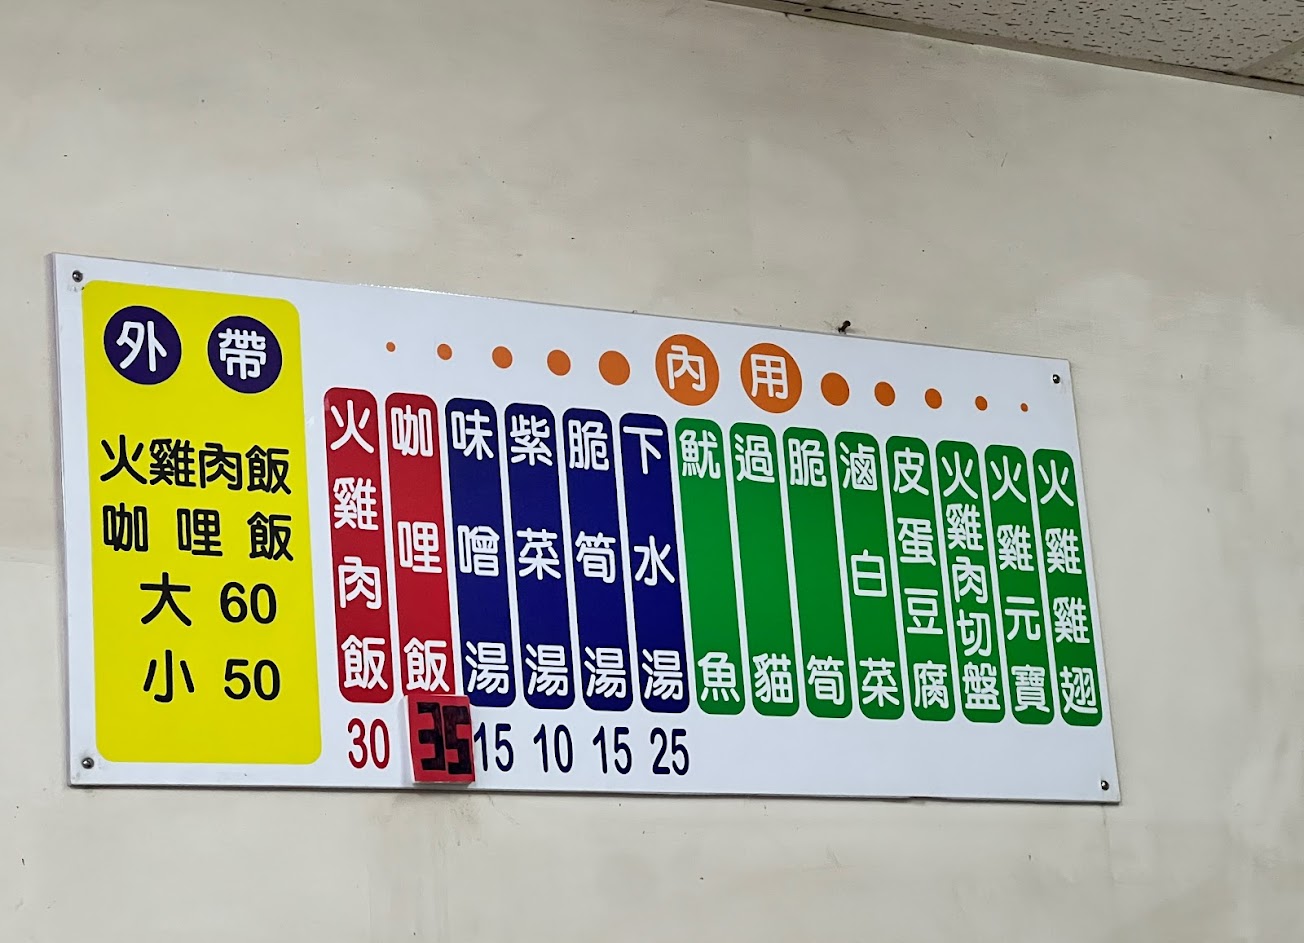 外帶
火雞肉飯
咖哩飯
大 60
小 50
內用
火雞肉飯 30
咖哩飯 35
味噌湯 15
紫菜湯 10
脆筍湯 15
下水湯 25
魷魚
過貓
脆筍
滷白菜
皮蛋豆腐
火雞肉切盤
火雞元寶
火雞雞翅